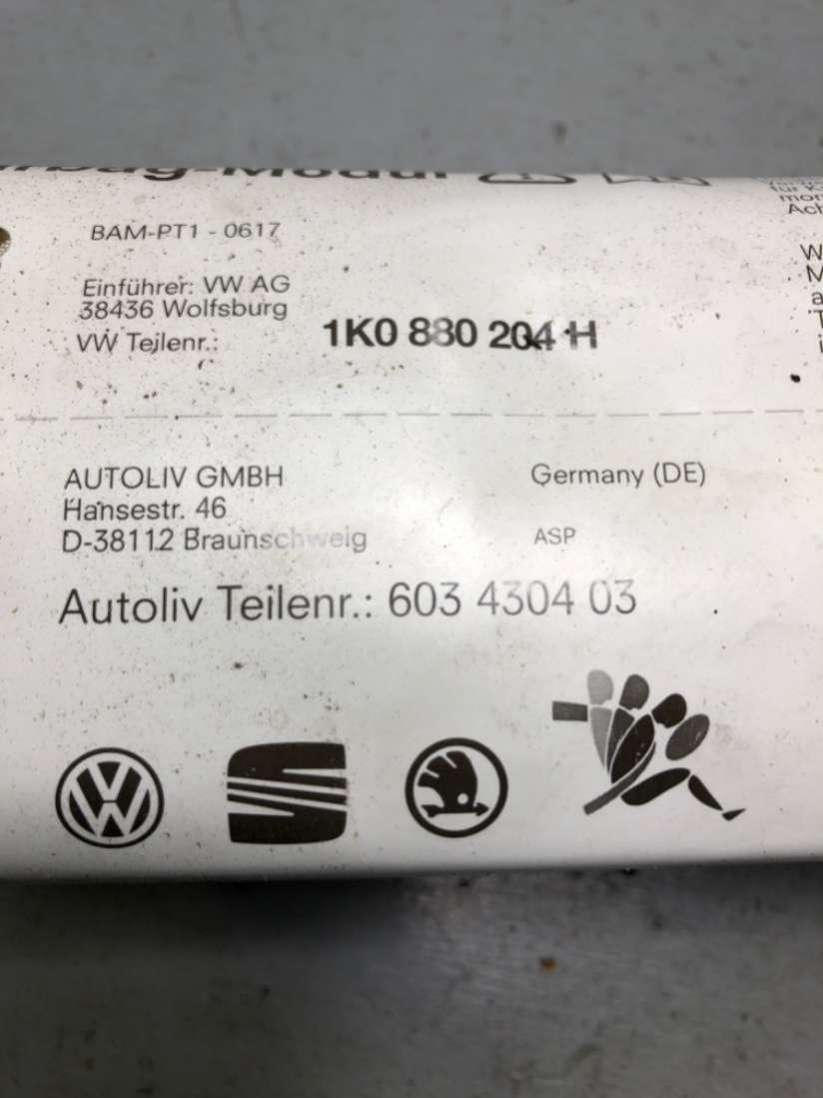 BAM-PT1 - 0617
Einführer: VW AG
38436 Wolfsburg
VW Teilenr.: 1K0 880 204 H
AUTOLIV GMBH Germany (DE)
Hansestr. 46
D-38112 Braunschweig ASP
Autoliv Teilenr.: 603 4304 03